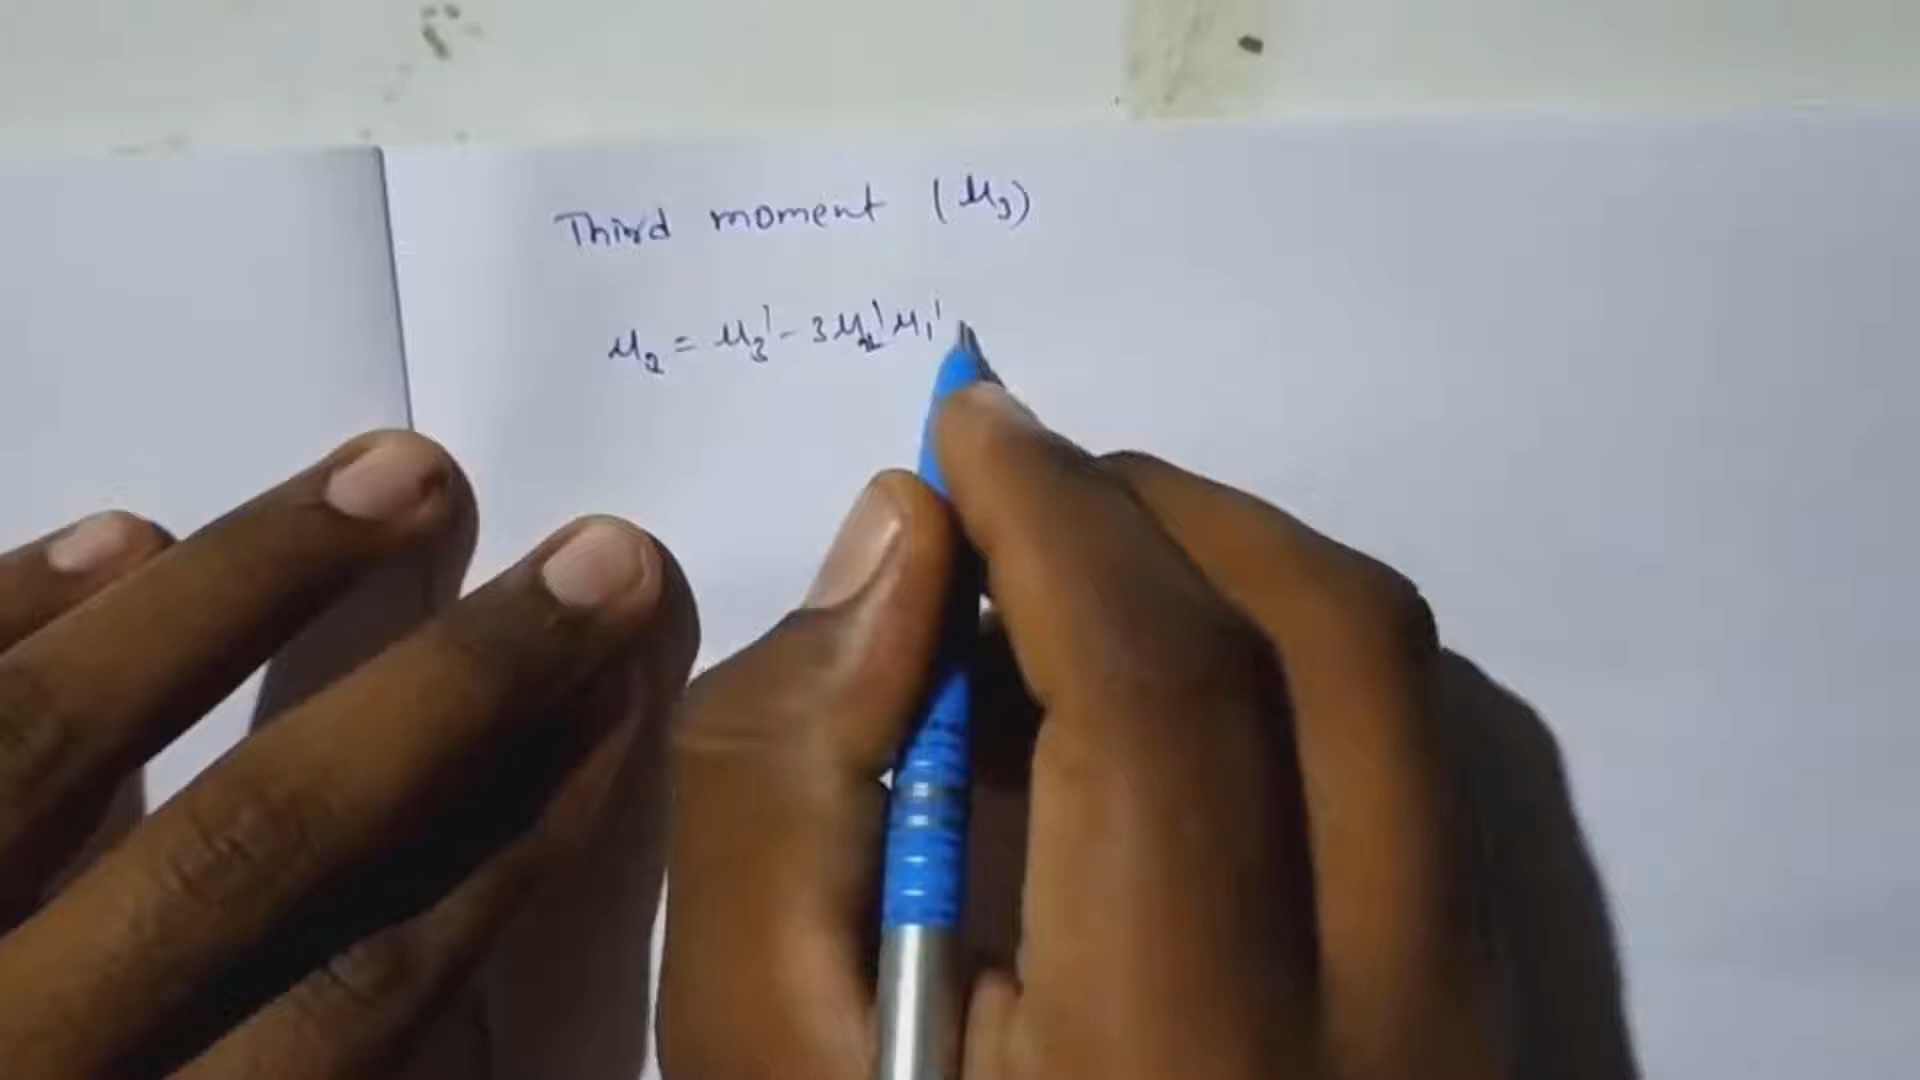 Third moment (μ₃)
μ₂ = μ₃' - 3μ₂'μ₁'